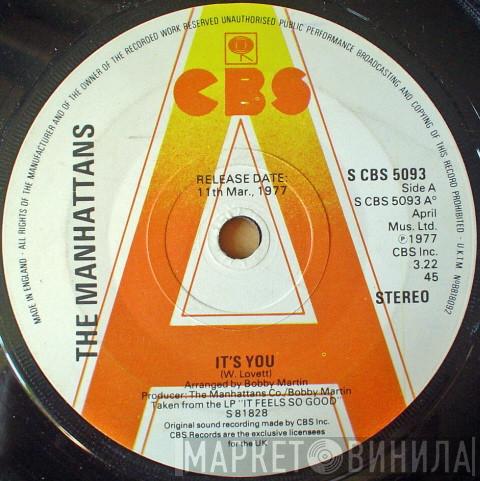 ALL RIGHTS OF THE MANUFACTURER AND OF THE OWNER OF THE RECORDED WORK RESERVED UNAUTHORISED PUBLIC PERFORMANCE BROADCASTING AND COPYING OF THIS RECORD PROHIBITED - U.K.T.M. Nº 8818092
MADE IN ENGLAND -
CBS
THE MANHATTANS
RELEASE DATE:
11th Mar., 1977
S CBS 5093
Side A
S CBS 5093 Aº
April
Mus. Ltd.
℗ 1977
CBS Inc.
3.22
45
STEREO
A
IT'S YOU
(W. Lovett)
Arranged by Bobby Martin
Producer: The Manhattans Co./Bobby Martin
Taken from the LP "IT FEELS SO GOOD"
S 81828
Original sound recording made by CBS Inc.
CBS Records are the exclusive licensees
for the UK
МАРКЕТ ВИНИЛА